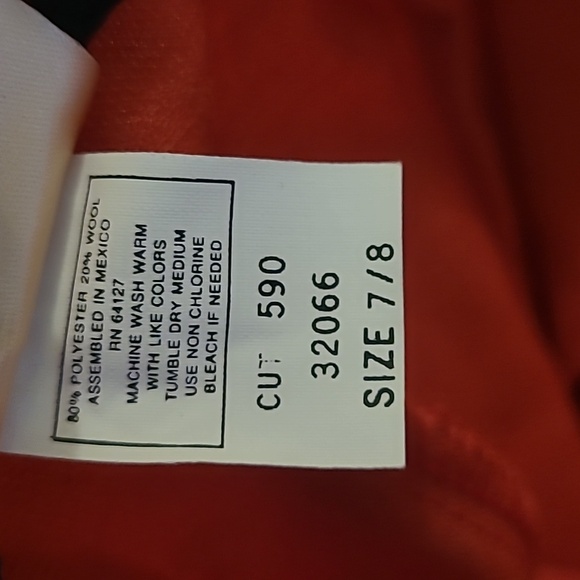 80% POLYESTER 20% WOOL
ASSEMBLED IN MEXICO
RN 64127
MACHINE WASH WARM
WITH LIKE COLORS
TUMBLE DRY MEDIUM
USE NON CHLORINE
BLEACH IF NEEDED
CUT 590
32066
SIZE 7/8